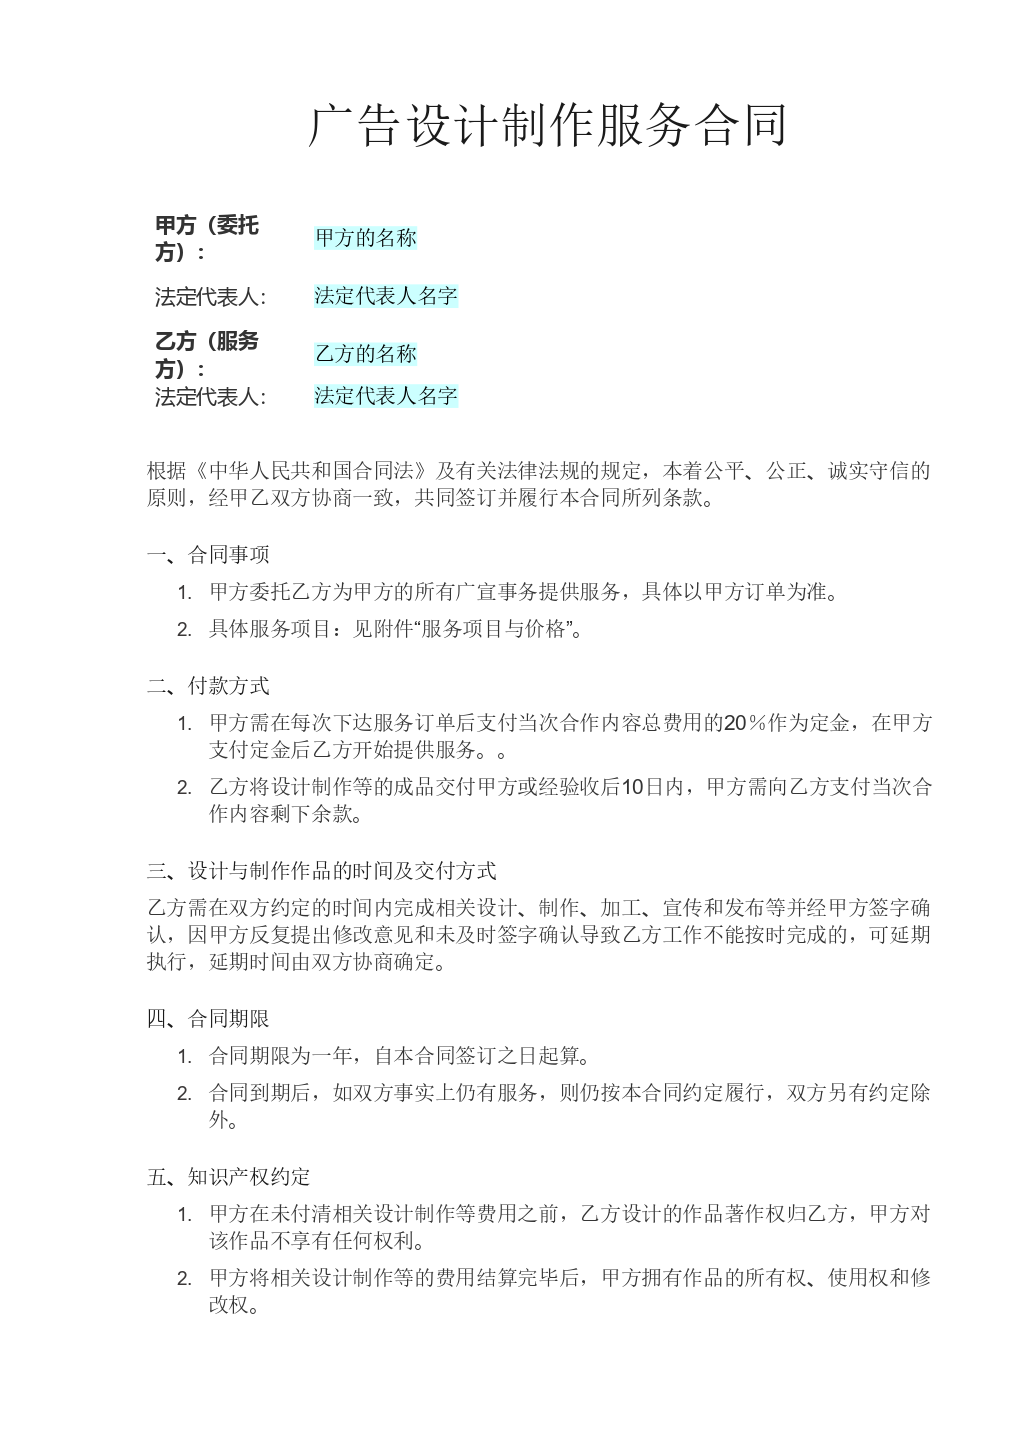 广告设计制作服务合同
甲方（委托
方）:
甲方的名称
法定代表人: 法定代表人名字
乙方（服务
方）:
乙方的名称
法定代表人: 法定代表人名字
根据《中华人民共和国合同法》及有关法律法规的规定，本着公平、公正、诚实守信的
原则，经甲乙双方协商一致，共同签订并履行本合同所列条款。
一、合同事项
1. 甲方委托乙方为甲方的所有广宣事务提供服务，具体以甲方订单为准。
2. 具体服务项目：见附件“服务项目与价格”。
二、付款方式
1. 甲方需在每次下达服务订单后支付当次合作内容总费用的20％作为定金，在甲方
支付定金后乙方开始提供服务。。
2. 乙方将设计制作等的成品交付甲方或经验收后10日内，甲方需向乙方支付当次合
作内容剩下余款。
三、设计与制作作品的时间及交付方式
乙方需在双方约定的时间内完成相关设计、制作、加工、宣传和发布等并经甲方签字确
认，因甲方反复提出修改意见和未及时签字确认导致乙方工作不能按时完成的，可延期
执行，延期时间由双方协商确定。
四、合同期限
1. 合同期限为一年，自本合同签订之日起算。
2. 合同到期后，如双方事实上仍有服务，则仍按本合同约定履行，双方另有约定除
外。
五、知识产权约定
1. 甲方在未付清相关设计制作等费用之前，乙方设计的作品著作权归乙方，甲方对
该作品不享有任何权利。
2. 甲方将相关设计制作等的费用结算完毕后，甲方拥有作品的所有权、使用权和修
改权。